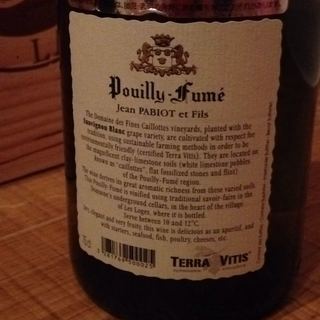 Pouilly-Fumé
Jean PABIOT et Fils
The Domaine des Fines Caillottes vineyards, planted with the
Sauvignon Blanc grape variety, are cultivated with respect for
tradition, using sustainable farming methods in order to be
environmentally friendly (certified Terra Vitis). They are located on
the magnificent clay-limestone soils (white limestone pebbles
known as "caillottes", flat fossilized stones and flint)
of the Pouilly-Fumé region.
The wine derives its great aromatic richness from these varied soils.
Pouilly-Fumé is vinified using traditional savoir-faire in the
Domaine's underground cellars, in the heart of the village
of Les Loges, where it is bottled.
Serve between 10 and 12°C.
Very elegant and very fruity, this wine is delicious as an aperitif, and
with starters, seafood, fish, poultry, cheeses, etc.
TERRA VITIS